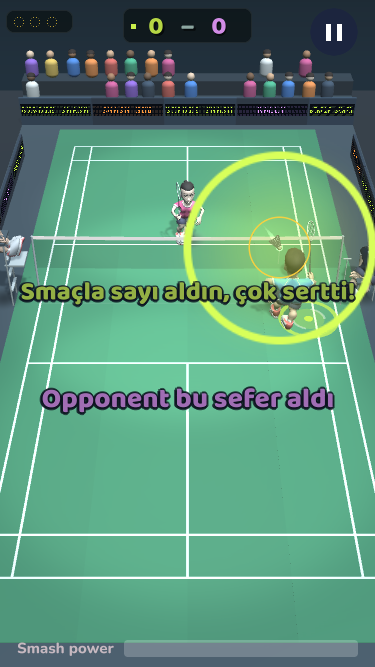 0 – 0
Smaçla sayı aldın, çok sertti!
Opponent bu sefer aldı
Smash power